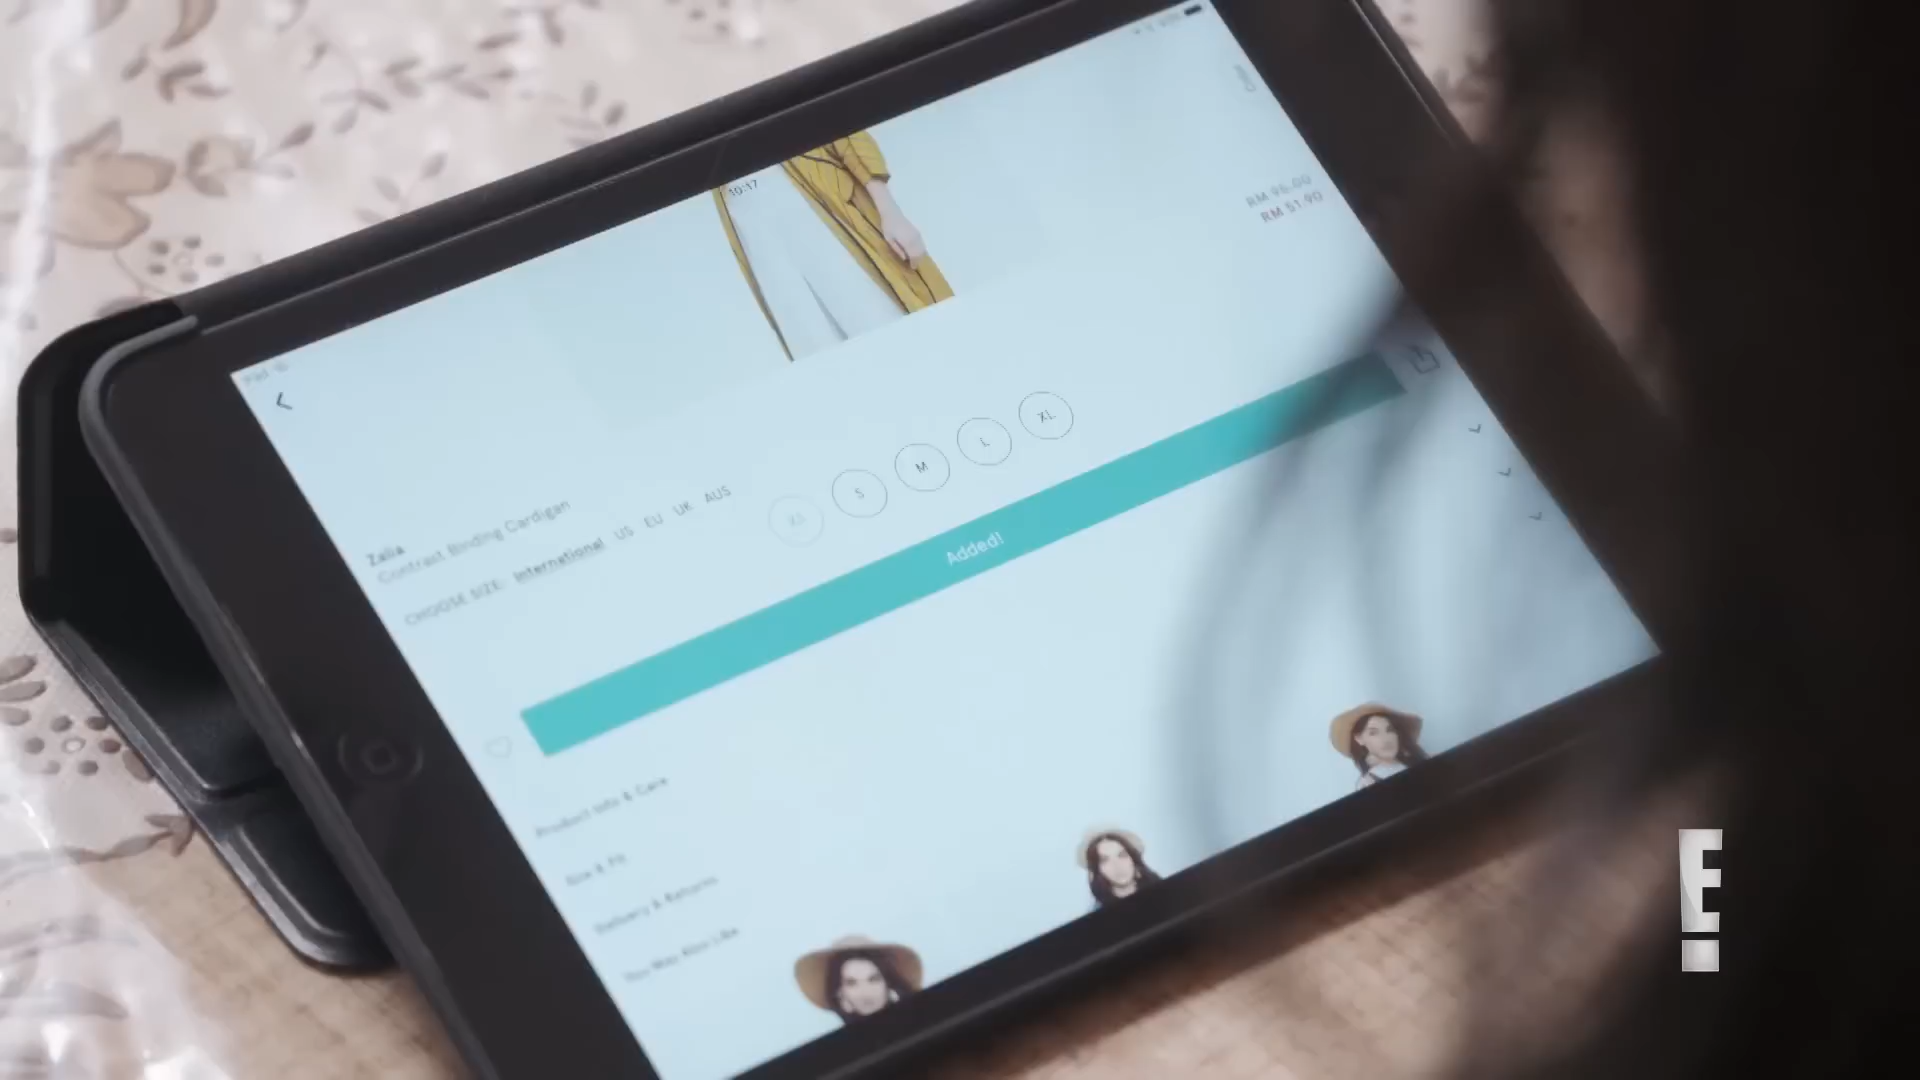 10:17
RM 96.00
RM 51.90
Zalia
Contrast Binding Cardigan
CHOOSE SIZE: International US EU UK AUS
XS S M L XL
Added!
Product Info & Care
Size & Fit
Delivery & Returns
You May Also Like
E!